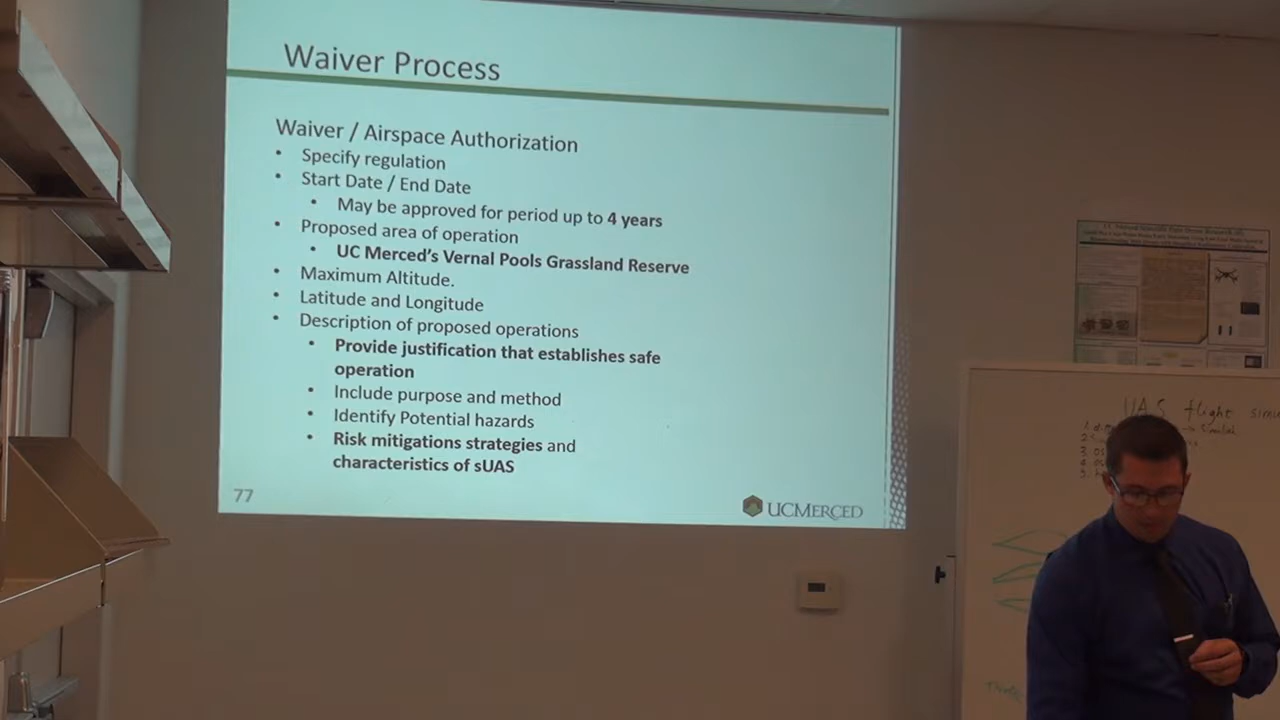 Waiver Process
Waiver / Airspace Authorization
• Specify regulation
• Start Date / End Date
• May be approved for period up to 4 years
• Proposed area of operation
• UC Merced's Vernal Pools Grassland Reserve
• Maximum Altitude.
• Latitude and Longitude
• Description of proposed operations
• Provide justification that establishes safe
operation
• Include purpose and method
• Identify Potential hazards
• Risk mitigations strategies and
characteristics of sUAS
77
UCMERCED
UAS flight